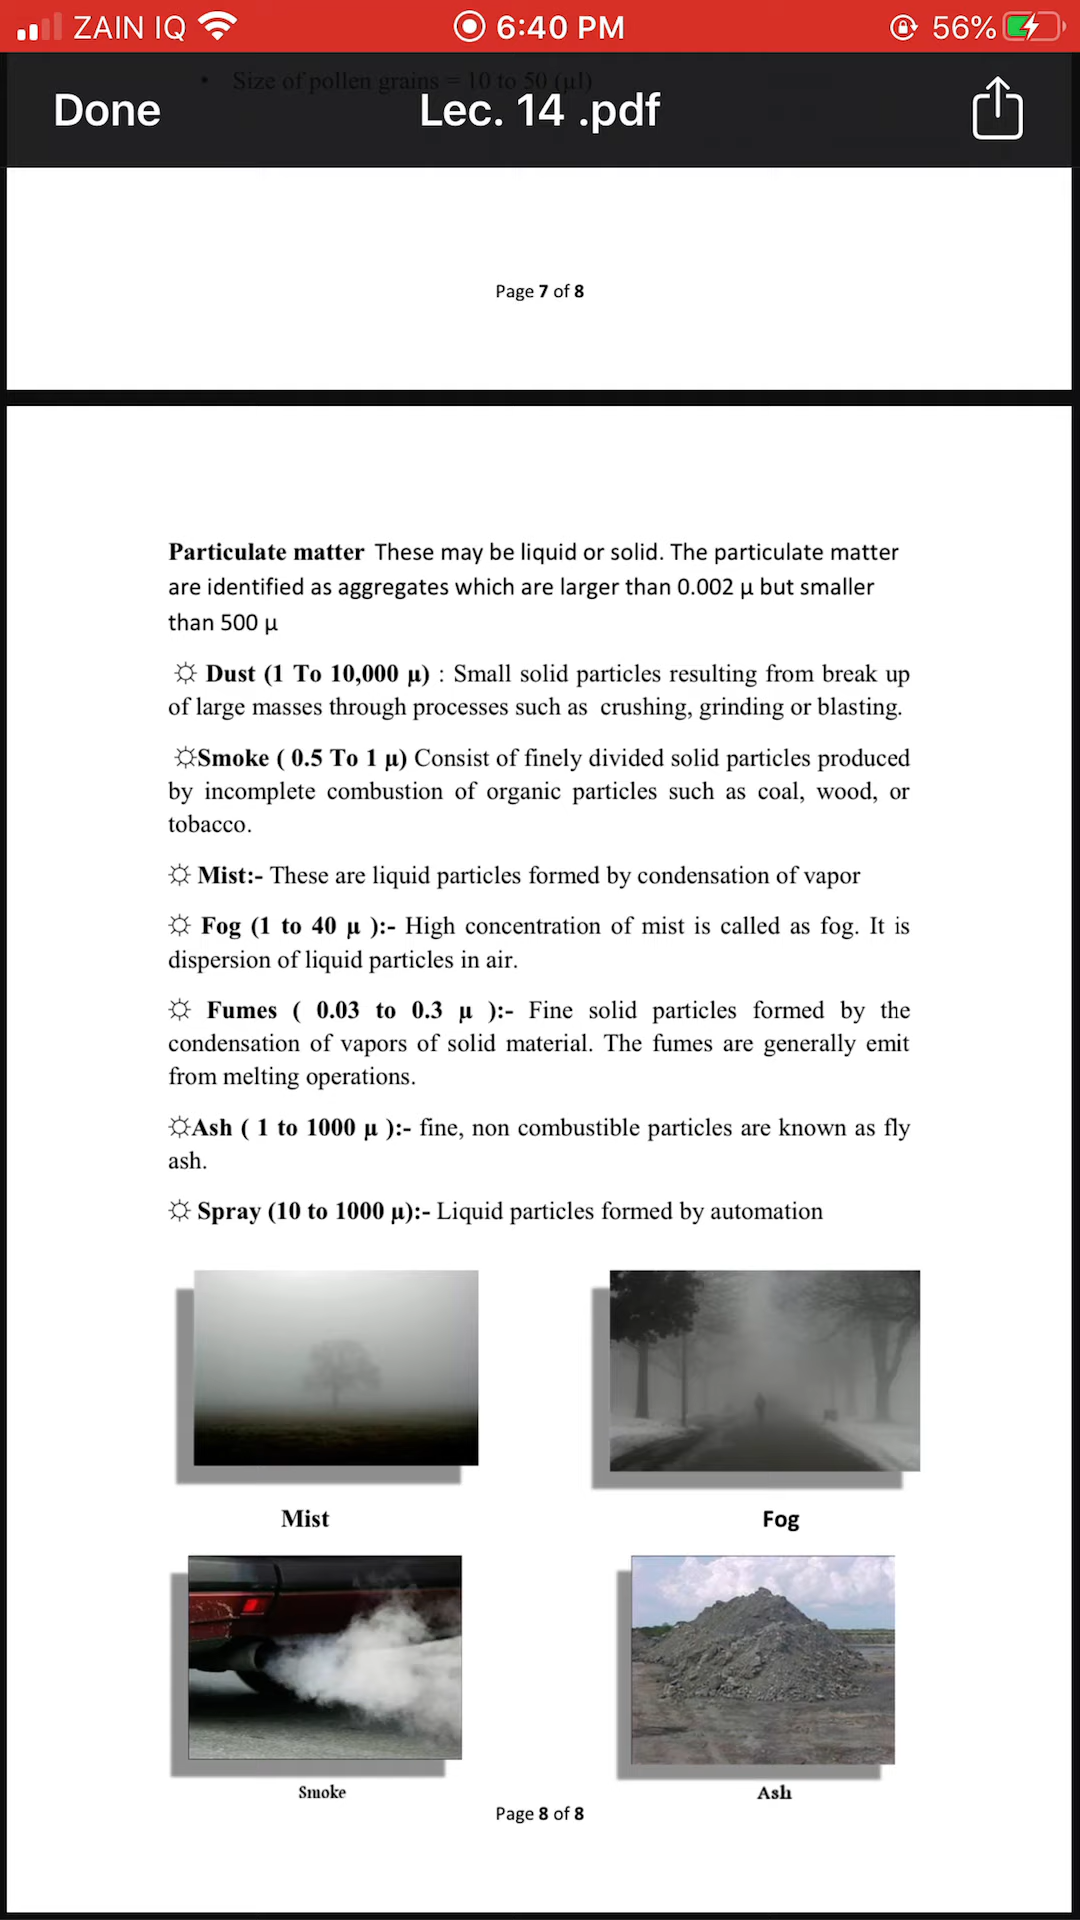 ZAIN IQ 6:40 PM 56%
• Size of pollen grains = 10 to 50 (µl)
Done Lec. 14 .pdf
Page 7 of 8
Particulate matter These may be liquid or solid. The particulate matter
are identified as aggregates which are larger than 0.002 µ but smaller
than 500 µ
☼ Dust (1 To 10,000 µ) : Small solid particles resulting from break up
of large masses through processes such as crushing, grinding or blasting.
☼Smoke ( 0.5 To 1 µ) Consist of finely divided solid particles produced
by incomplete combustion of organic particles such as coal, wood, or
tobacco.
☼ Mist:- These are liquid particles formed by condensation of vapor
☼ Fog (1 to 40 µ ):- High concentration of mist is called as fog. It is
dispersion of liquid particles in air.
☼ Fumes ( 0.03 to 0.3 µ ):- Fine solid particles formed by the
condensation of vapors of solid material. The fumes are generally emit
from melting operations.
☼Ash ( 1 to 1000 µ ):- fine, non combustible particles are known as fly
ash.
☼ Spray (10 to 1000 µ):- Liquid particles formed by automation
Mist Fog
Smoke Ash
Page 8 of 8